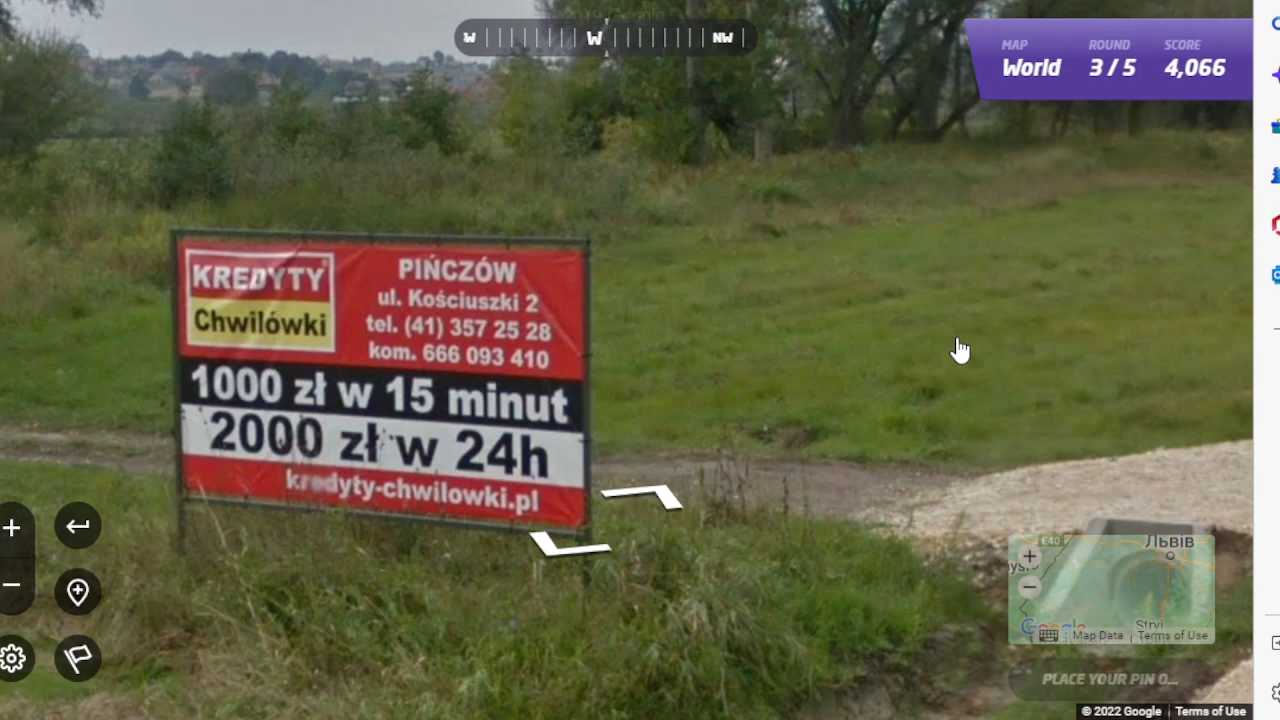 W
W
NW
MAP
World
ROUND
3 / 5
SCORE
4,066
KREDYTY
Chwilówki
PIŃCZÓW
ul. Kościuszki 2
tel. (41) 357 25 28
kom. 666 093 410
1000 zł w 15 minut
2000 zł w 24h
kredyty-chwilowki.pl
E40
ЛЬВІВ
Stryi
Google
Map Data
Terms of Use
PLACE YOUR PIN O...
© 2022 Google
Terms of Use